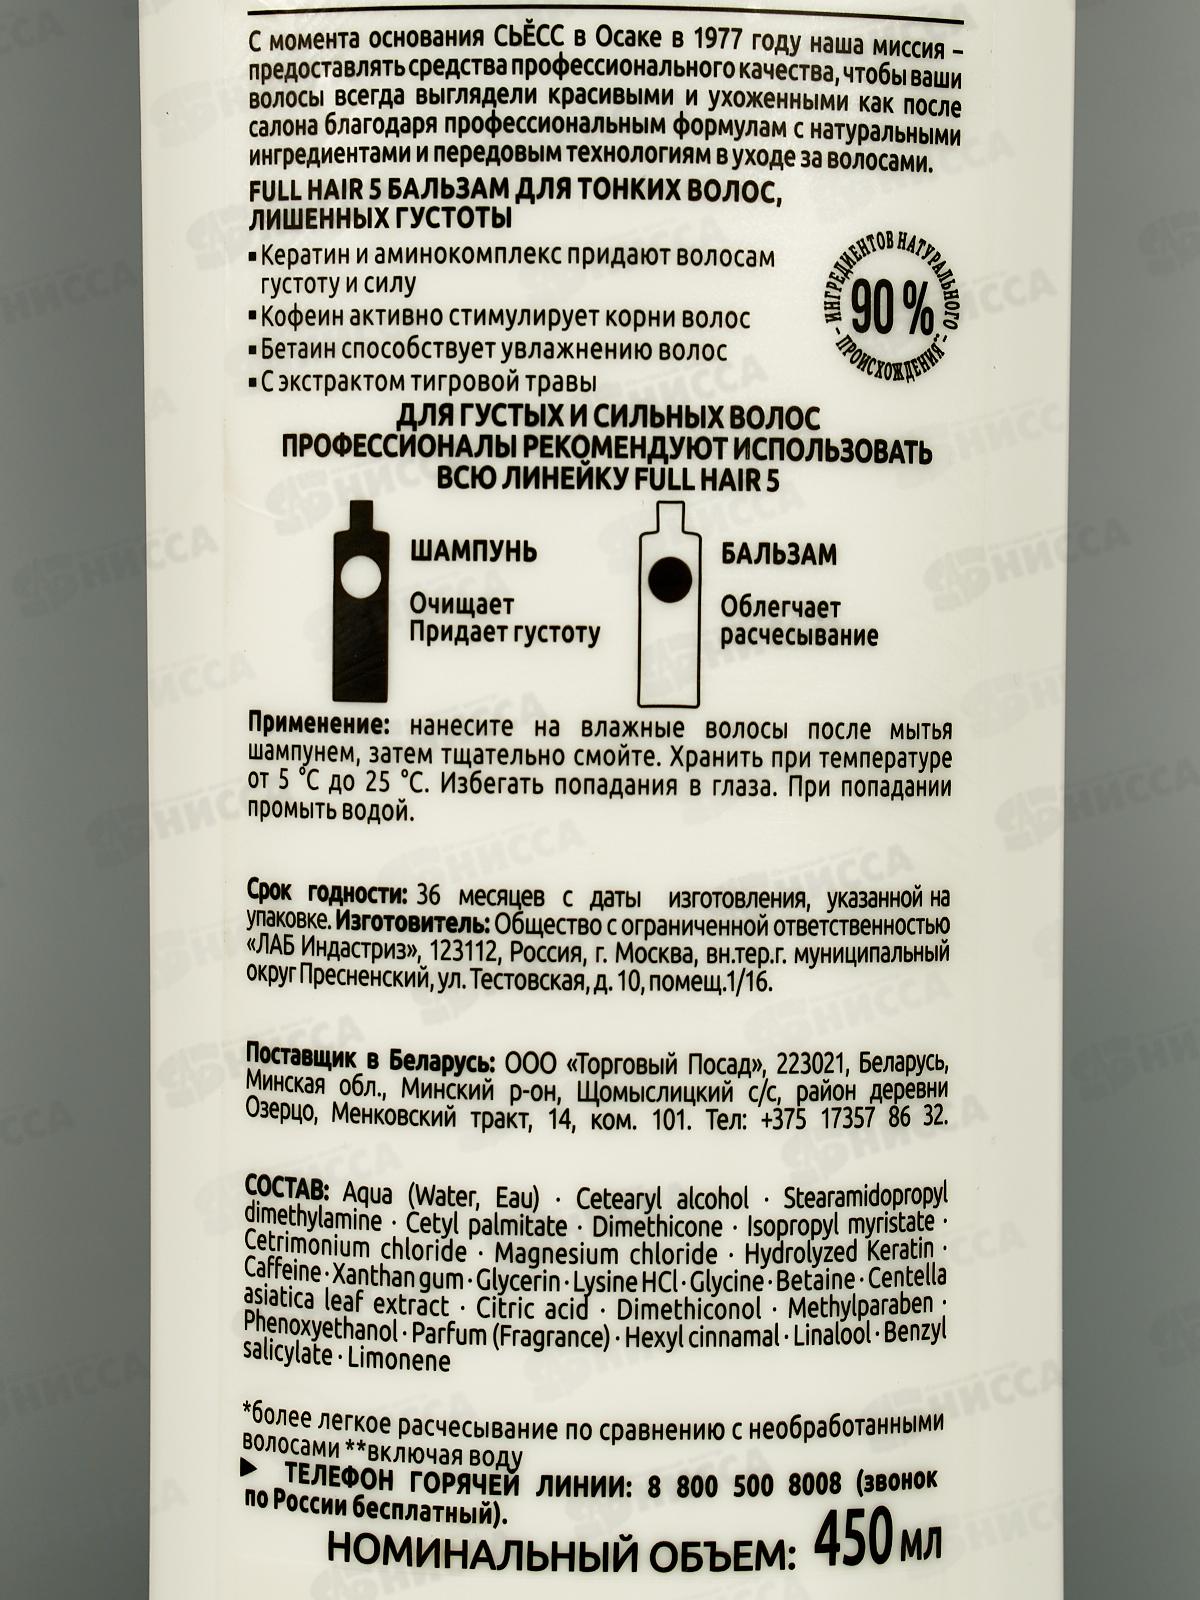 С момента основания СЬЁСС в Осаке в 1977 году наша миссия –
предоставлять средства профессионального качества, чтобы ваши
волосы всегда выглядели красивыми и ухоженными как после
салона благодаря профессиональным формулам с натуральными
ингредиентами и передовым технологиям в уходе за волосами.
FULL HAIR 5 БАЛЬЗАМ ДЛЯ ТОНКИХ ВОЛОС,
ЛИШЕННЫХ ГУСТОТЫ
▪ Кератин и аминокомплекс придают волосам
густоту и силу
▪ Кофеин активно стимулирует корни волос
▪ Бетаин способствует увлажнению волос
▪ С экстрактом тигровой травы
ИНГРЕДИЕНТОВ НАТУРАЛЬНОГО
90 %
– ПРОИСХОЖДЕНИЯ** –
ДЛЯ ГУСТЫХ И СИЛЬНЫХ ВОЛОС
ПРОФЕССИОНАЛЫ РЕКОМЕНДУЮТ ИСПОЛЬЗОВАТЬ
ВСЮ ЛИНЕЙКУ FULL HAIR 5
ШАМПУНЬ
Очищает
Придает густоту
БАЛЬЗАМ
Облегчает
расчесывание
Применение: нанесите на влажные волосы после мытья
шампунем, затем тщательно смойте. Хранить при температуре
от 5 °C до 25 °C. Избегать попадания в глаза. При попадании
промыть водой.
Срок годности: 36 месяцев с даты изготовления, указанной на
упаковке. Изготовитель: Общество с ограниченной ответственностью
«ЛАБ Индастриз», 123112, Россия, г. Москва, вн.тер.г. муниципальный
округ Пресненский, ул. Тестовская, д. 10, помещ.1/16.
Поставщик в Беларусь: ООО «Торговый Посад», 223021, Беларусь,
Минская обл., Минский р-он, Щомыслицкий с/с, район деревни
Озерцо, Менковский тракт, 14, ком. 101. Тел: +375 17357 86 32.
СОСТАВ: Aqua (Water, Eau) · Cetearyl alcohol · Stearamidopropyl
dimethylamine · Cetyl palmitate · Dimethicone · Isopropyl myristate ·
Cetrimonium chloride · Magnesium chloride · Hydrolyzed Keratin ·
Caffeine · Xanthan gum · Glycerin · Lysine HCl · Glycine · Betaine · Centella
asiatica leaf extract · Citric acid · Dimethiconol · Methylparaben ·
Phenoxyethanol · Parfum (Fragrance) · Hexyl cinnamal · Linalool · Benzyl
salicylate · Limonene
*более легкое расчесывание по сравнению с необработанными
волосами **включая воду
► ТЕЛЕФОН ГОРЯЧЕЙ ЛИНИИ: 8 800 500 8008 (звонок
по России бесплатный).
НОМИНАЛЬНЫЙ ОБЪЕМ: 450 мл